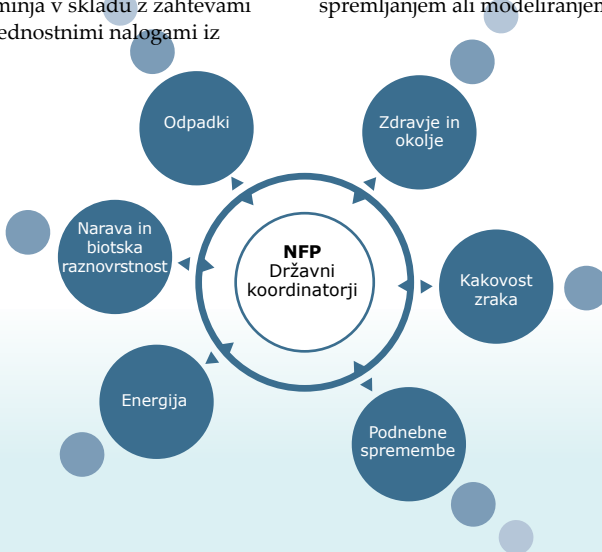 minja v skladu z zahtevami
ednostnimi nalogami iz
spremljanjem ali modeliranjem
Odpadki
Zdravje in
okolje
Narava in
biotska
raznovrstnost
NFP
Državni
koordinatorji
Kakovost
zraka
Energija
Podnebne
spremembe